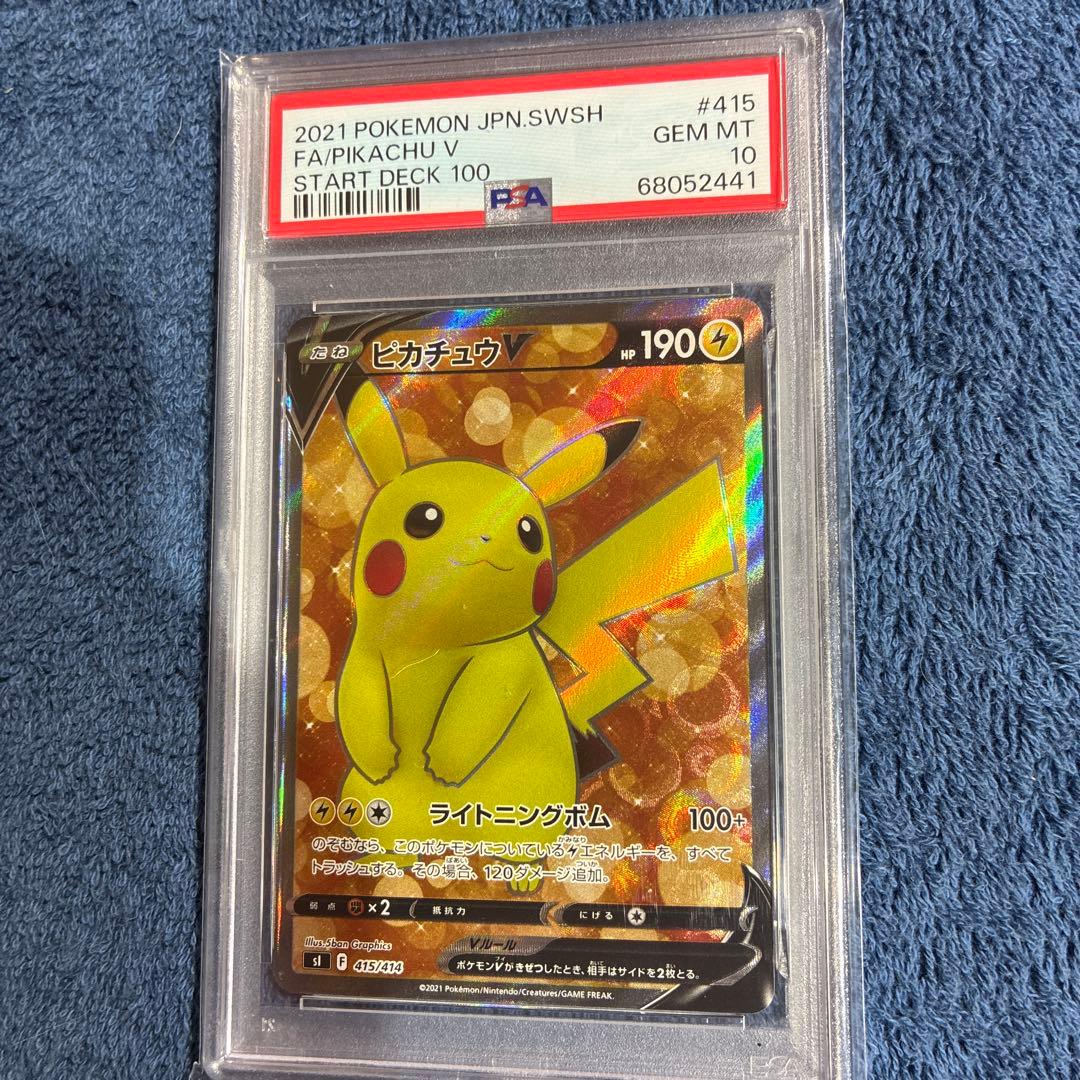 2021 POKEMON JPN.SWSH #415
FA/PIKACHU V GEM MT
START DECK 100 10
PSA 68052441
たね ピカチュウV HP 190
ライトニングボム 100+
のぞむなら、このポケモンについているエネルギーを、すべて
トラッシュする。その場合、120ダメージ追加。
弱点 ×2 抵抗力 にげる
Illus.5ban Graphics
Vルール
sI F 415/414
ポケモンVがきぜつしたとき、相手はサイドを2枚とる。
©2021 Pokémon/Nintendo/Creatures/GAME FREAK.